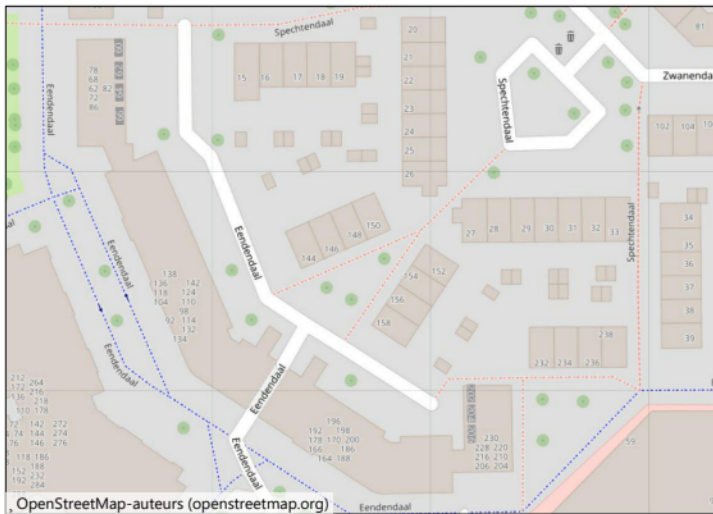 Spechtendaal
20
81
78
68
62 82
72
86
15 16 17 18 19
21
22
23
24
25
26
Zwanenda
Spechtendaal
102 104 10
Eendendaal
Eendendaal
144 146 148 150
27 28 29 30 31 32 33
34
35
36
37
38
39
Spechtendaal
Eendendaal
138
136 142
118 124
104 110
98
92 114
132
134
154 152
156
158
232 234 236 238
Eendendaal
Eendendaal
212 264
172 216
136 218
110 178
72 142 272
74 144 274
76 146 276
118 186
188
152 232
284
196
192 198
178 170 200
166 186
164 188
230
228 220
216 210
206 204
59
Eendendaal
Eendendaal
OpenStreetMap-auteurs (openstreetmap.org)